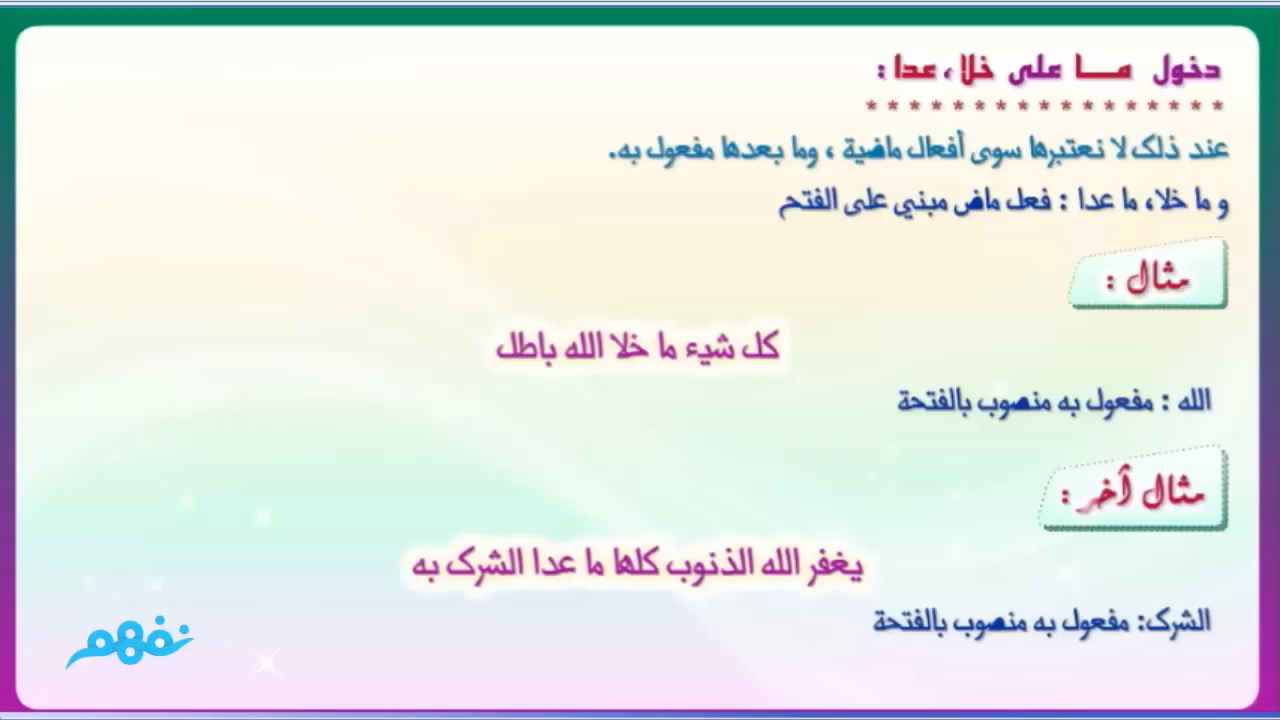 دخول مـــا على خلا ، عدا :
* * * * * * * * * * * * * * * * *
عند ذلك لا نعتبرها سوى أفعال ماضية ، وما بعدها مفعول به.
و ما خلا، ما عدا : فعل ماض مبني على الفتح
مثال :
كل شيء ما خلا الله باطل
الله : مفعول به منصوب بالفتحة
مثال آخر :
يغفر الله الذنوب كلها ما عدا الشرك به
الشرك: مفعول به منصوب بالفتحة
نفهم